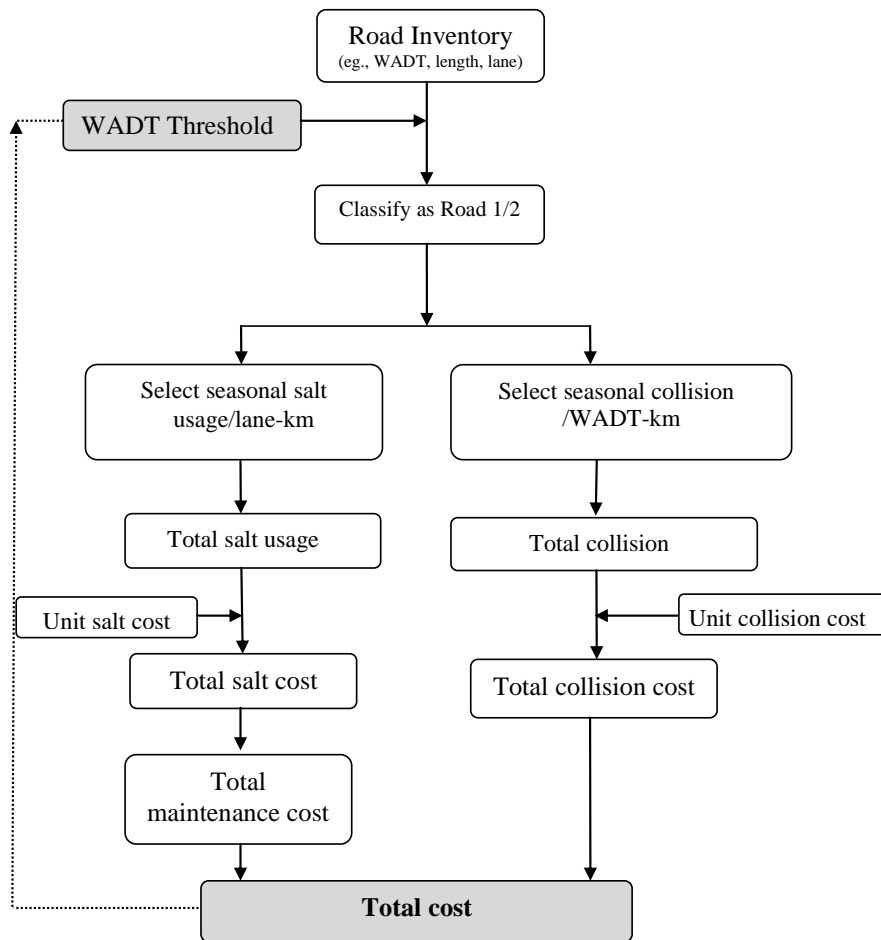 Road Inventory
(eg., WADT, length, lane)
WADT Threshold
Classify as Road 1/2
Select seasonal salt
usage/lane-km
Select seasonal collision
/WADT-km
Total salt usage
Total collision
Unit salt cost
Unit collision cost
Total salt cost
Total collision cost
Total
maintenance cost
Total cost